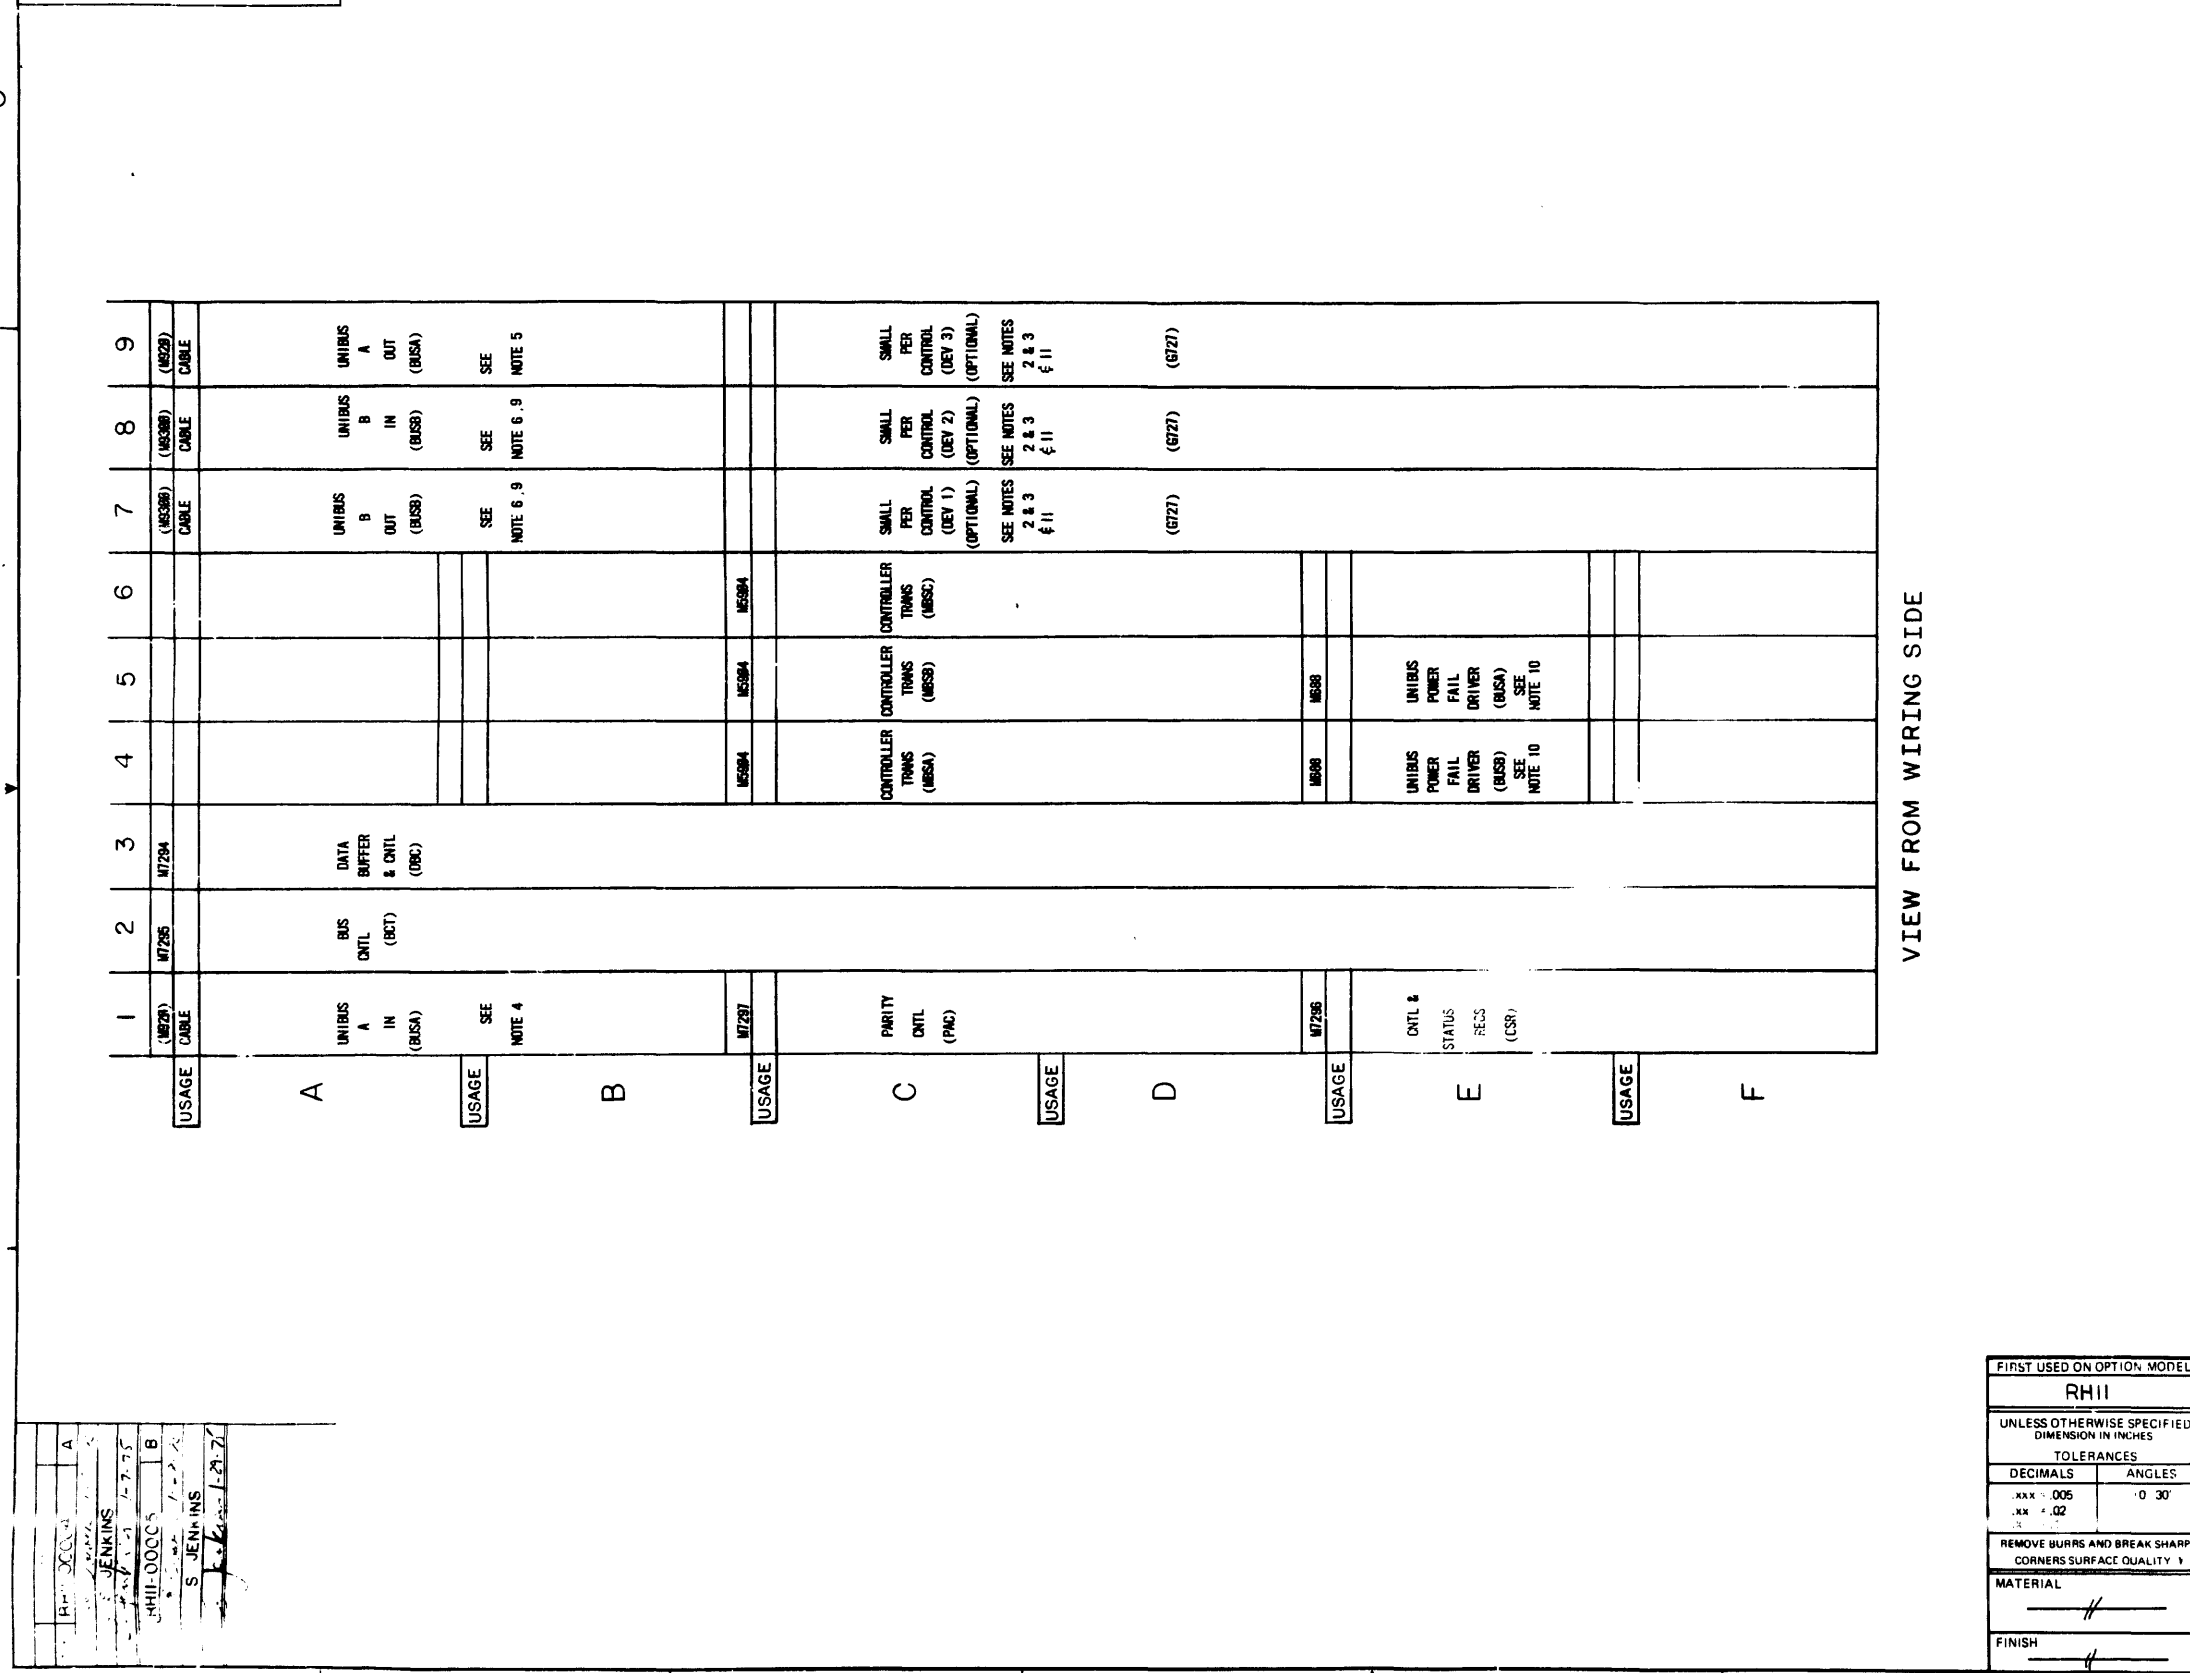 9
8
7
6
5
4
3
2
1
(M920)
CABLE
UNIBUS
A
OUT
(BUSA)
SEE
NOTE 5
SMALL
PER
CONTROL
(DEV 3)
(OPTIONAL)
SEE NOTES
2 & 3
& 11
(G727)
(M9300)
CABLE
UNIBUS
B
IN
(BUSB)
SEE
NOTE 6,9
SMALL
PER
CONTROL
(DEV 2)
(OPTIONAL)
SEE NOTES
2 & 3
& 11
(G727)
(M9300)
CABLE
UNIBUS
B
OUT
(BUSB)
SEE
NOTE 6,9
SMALL
PER
CONTROL
(DEV 1)
(OPTIONAL)
SEE NOTES
2 & 3
& 11
(G727)
M5904
CONTROLLER
TRANS
(MBSC)
M5904
CONTROLLER
TRANS
(MBSB)
M688
UNIBUS
POWER
FAIL
DRIVER
(BUSA)
SEE
NOTE 10
M5904
CONTROLLER
TRANS
(MBSA)
M688
UNIBUS
POWER
FAIL
DRIVER
(BUSB)
SEE
NOTE 10
M7294
DATA
BUFFER
& CNTL
(DBC)
M7295
BUS
CNTL
(BCT)
(M920)
CABLE
UNIBUS
A
IN
(BUSA)
SEE
NOTE 4
M7297
PARITY
CNTL
(PAC)
M7296
CNTL &
STATUS
REGS
(CSR)
USAGE
A
USAGE
B
USAGE
C
USAGE
D
USAGE
E
USAGE
F
VIEW FROM WIRING SIDE
A
JENKINS
1-7-75
RH11-00005 B
S JENKINS
FIRST USED ON OPTION MODEL
RH11
UNLESS OTHERWISE SPECIFIED
DIMENSION IN INCHES
TOLERANCES
DECIMALS ANGLES
.xxx .005 0 30'
.xx .02
REMOVE BURRS AND BREAK SHARP
CORNERS SURFACE QUALITY
MATERIAL
FINISH